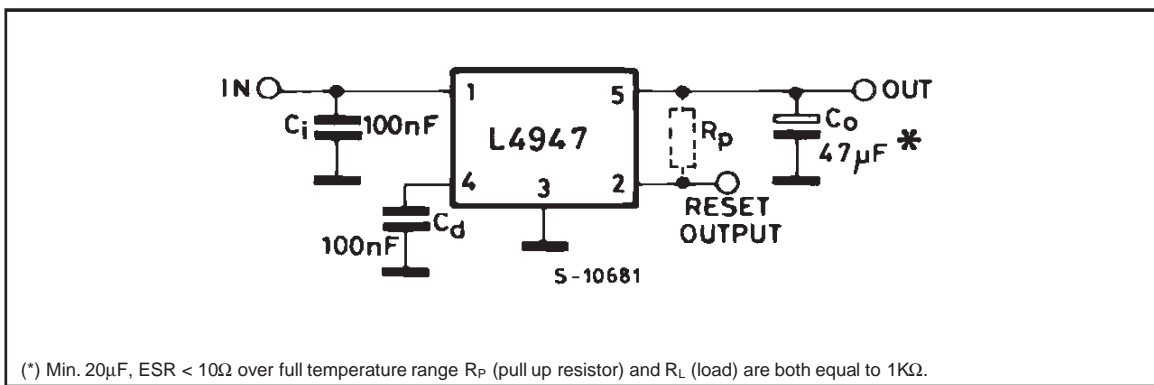 IN
1
5
OUT
Ci
100nF
L4947
Rp
Co
47µF *
4
3
2
Cd
100nF
RESET
OUTPUT
S-10681
(*) Min. 20µF, ESR < 10Ω over full temperature range RP (pull up resistor) and RL (load) are both equal to 1KΩ.